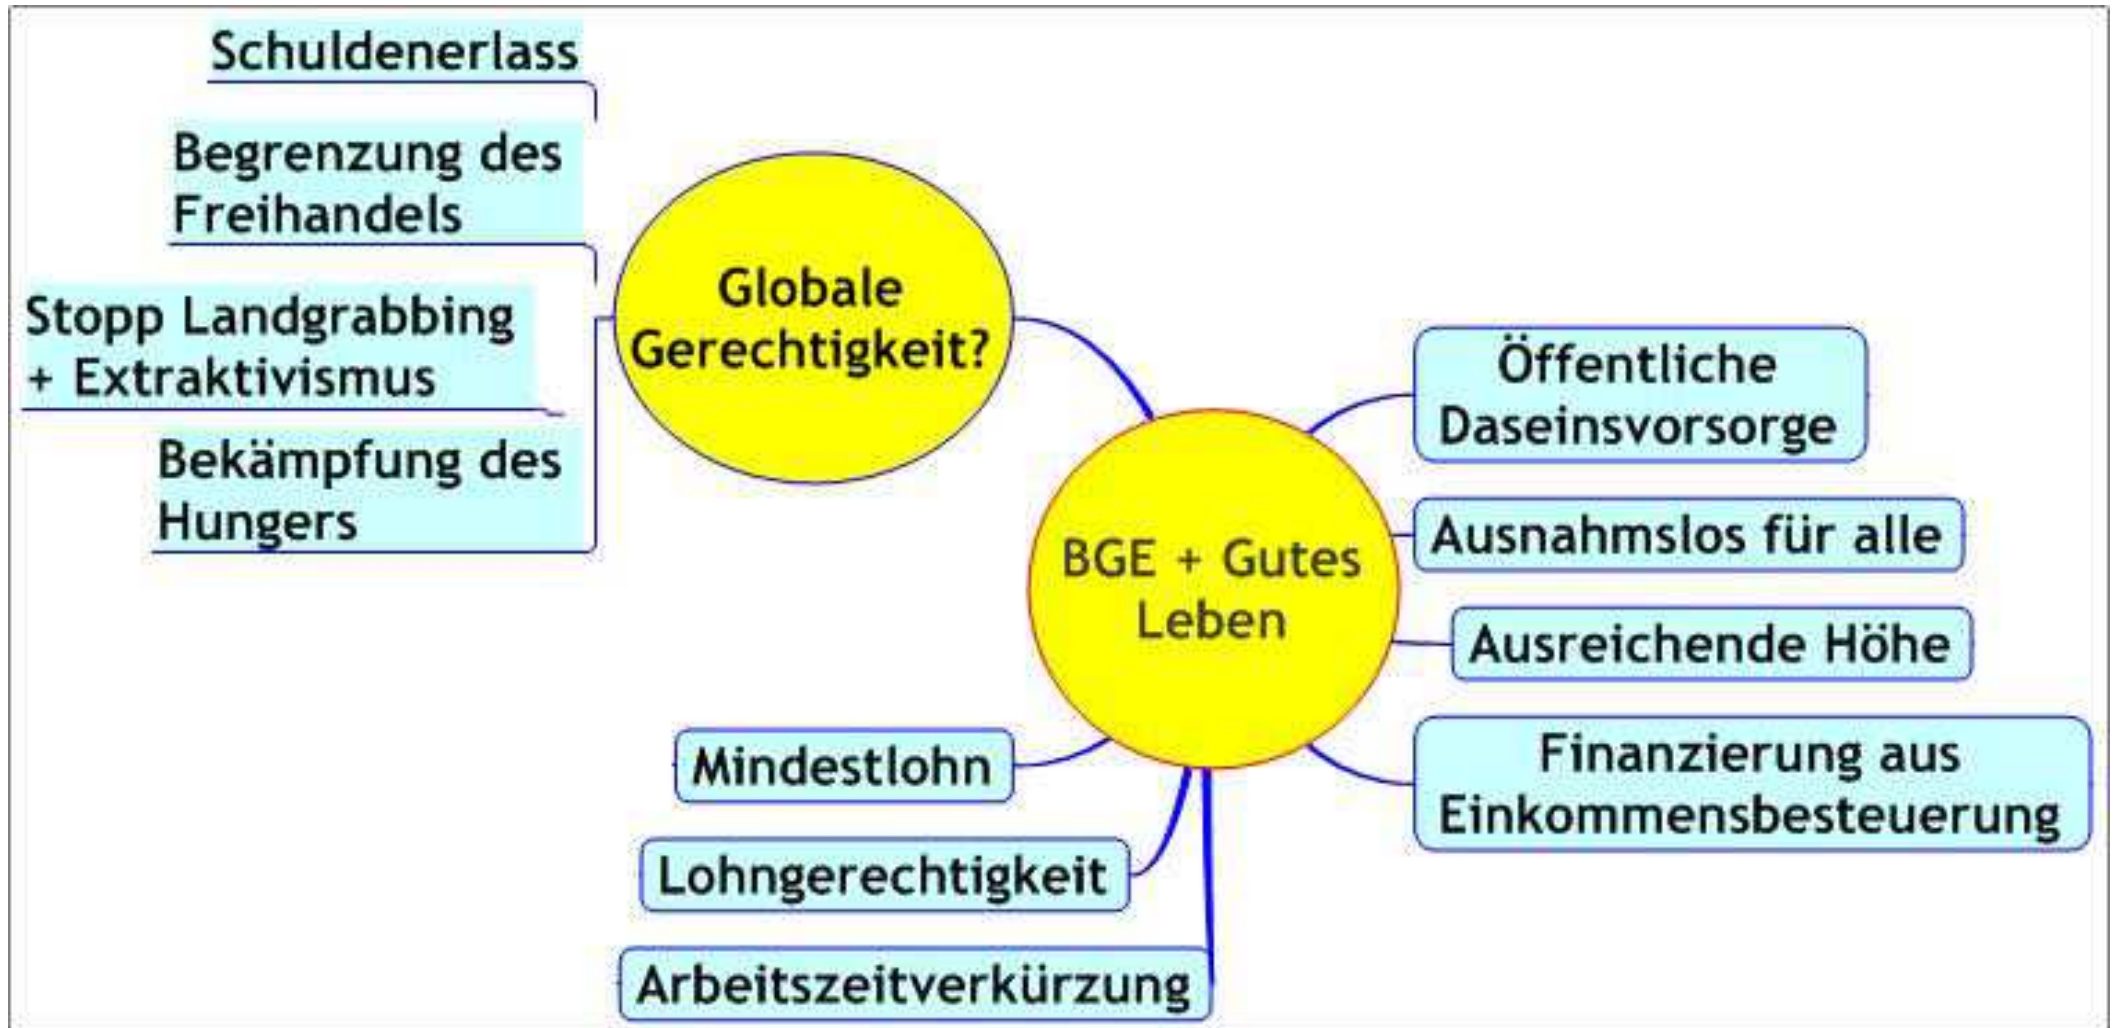 Schuldenerlass
Begrenzung des
Freihandels
Stopp Landgrabbing
+ Extraktivismus
Bekämpfung des
Hungers
Globale
Gerechtigkeit?
BGE + Gutes
Leben
Öffentliche
Daseinsvorsorge
Ausnahmslos für alle
Ausreichende Höhe
Finanzierung aus
Einkommensbesteuerung
Mindestlohn
Lohngerechtigkeit
Arbeitszeitverkürzung